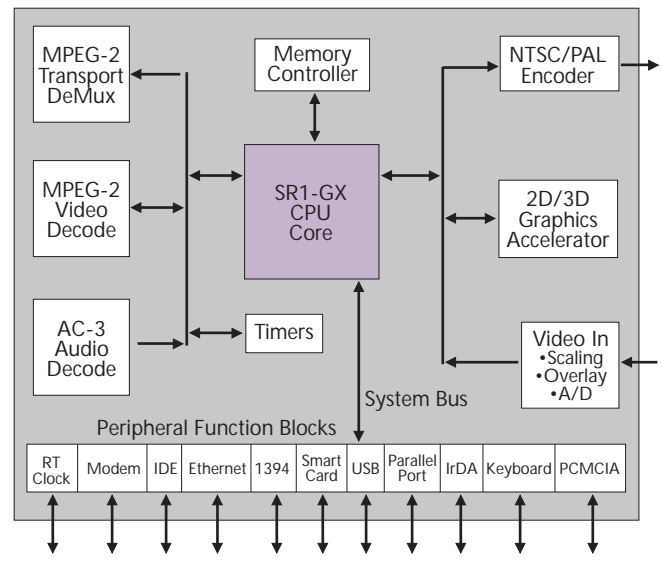 MPEG-2
Transport
DeMux
Memory
Controller
NTSC/PAL
Encoder
MPEG-2
Video
Decode
SR1-GX
CPU
Core
2D/3D
Graphics
Accelerator
AC-3
Audio
Decode
Timers
Video In
•Scaling
•Overlay
•A/D
System Bus
Peripheral Function Blocks
RT
Clock
Modem
IDE
Ethernet
1394
Smart
Card
USB
Parallel
Port
IrDA
Keyboard
PCMCIA